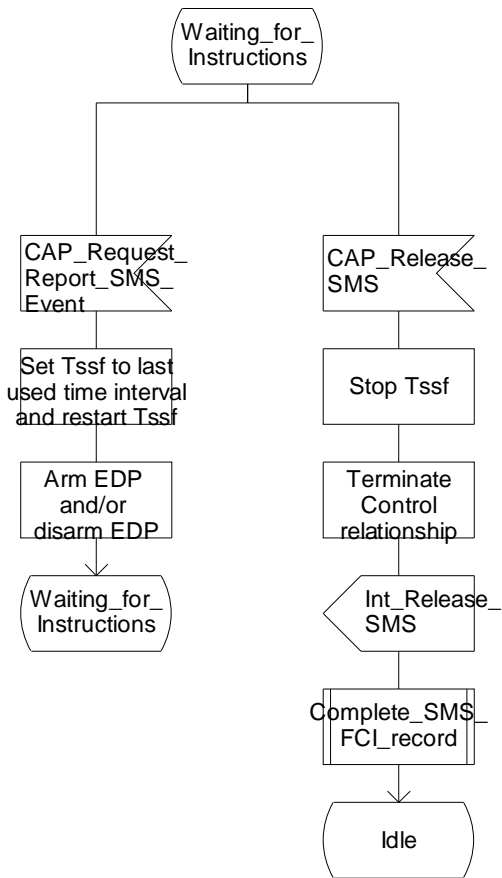 Waiting_for_
Instructions
CAP_Request_
Report_SMS_
Event
Set Tssf to last
used time interval
and restart Tssf
Arm EDP
and/or
disarm EDP
Waiting_for_
Instructions
CAP_Release_
SMS
Stop Tssf
Terminate
Control
relationship
Int_Release_
SMS
Complete_SMS_
FCI_record
Idle